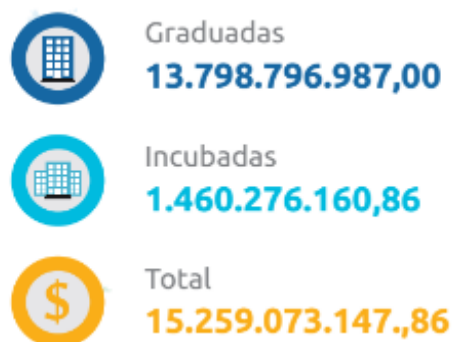 Graduadas
13.798.796.987,00
Incubadas
1.460.276.160,86
$
Total
15.259.073.147.,86